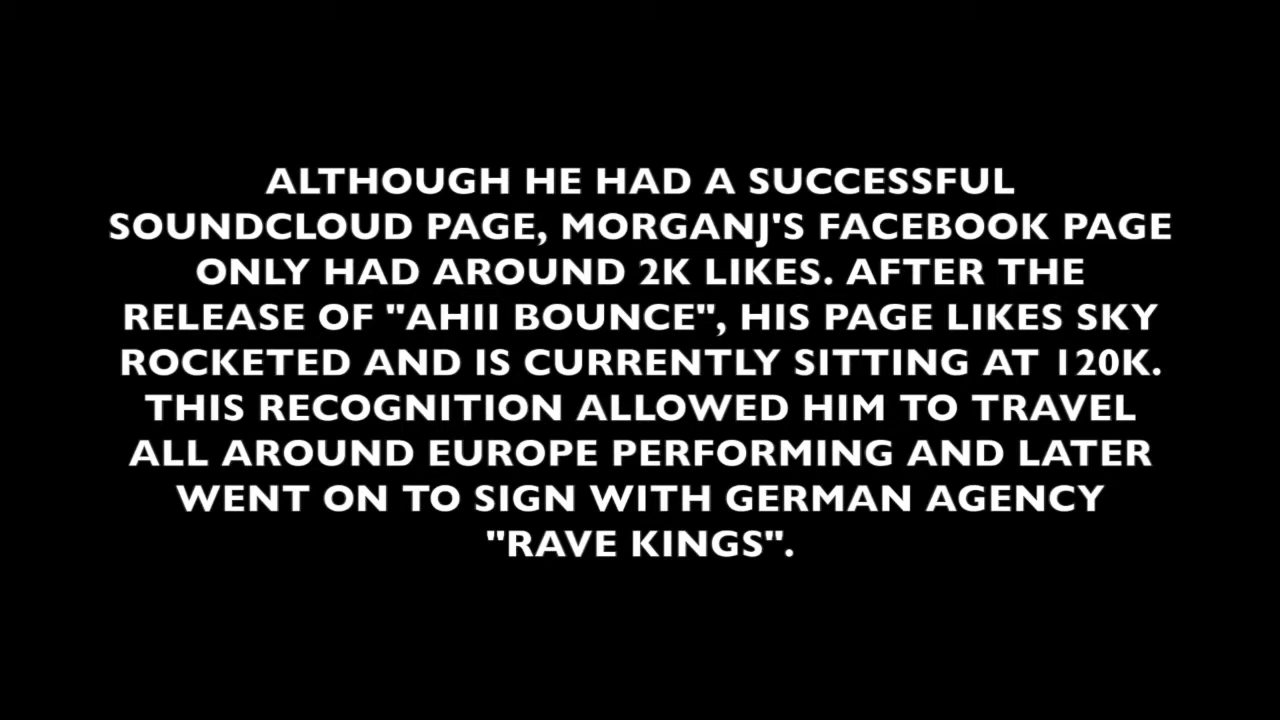 ALTHOUGH HE HAD A SUCCESSFUL
SOUNDCLOUD PAGE, MORGANJ'S FACEBOOK PAGE
ONLY HAD AROUND 2K LIKES. AFTER THE
RELEASE OF "AHII BOUNCE", HIS PAGE LIKES SKY
ROCKETED AND IS CURRENTLY SITTING AT 120K.
THIS RECOGNITION ALLOWED HIM TO TRAVEL
ALL AROUND EUROPE PERFORMING AND LATER
WENT ON TO SIGN WITH GERMAN AGENCY
"RAVE KINGS".